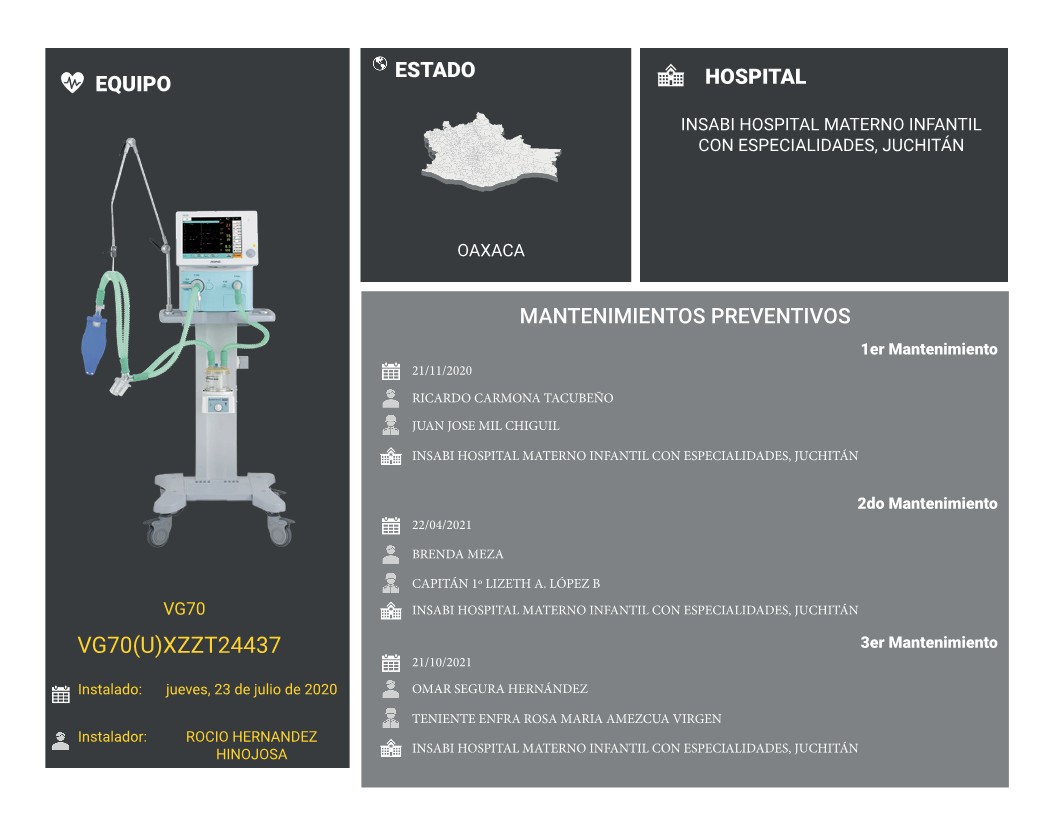 EQUIPO
VG70
VG70(U)XZZT24437
Instalado: jueves, 23 de julio de 2020
Instalador: ROCIO HERNANDEZ
HINOJOSA
ESTADO
OAXACA
HOSPITAL
INSABI HOSPITAL MATERNO INFANTIL
CON ESPECIALIDADES, JUCHITÁN
MANTENIMIENTOS PREVENTIVOS
1er Mantenimiento
21/11/2020
RICARDO CARMONA TACUBEÑO
JUAN JOSE MIL CHIGUIL
INSABI HOSPITAL MATERNO INFANTIL CON ESPECIALIDADES, JUCHITÁN
2do Mantenimiento
22/04/2021
BRENDA MEZA
CAPITÁN 1º LIZETH A. LÓPEZ B
INSABI HOSPITAL MATERNO INFANTIL CON ESPECIALIDADES, JUCHITÁN
3er Mantenimiento
21/10/2021
OMAR SEGURA HERNÁNDEZ
TENIENTE ENFRA ROSA MARIA AMEZCUA VIRGEN
INSABI HOSPITAL MATERNO INFANTIL CON ESPECIALIDADES, JUCHITÁN